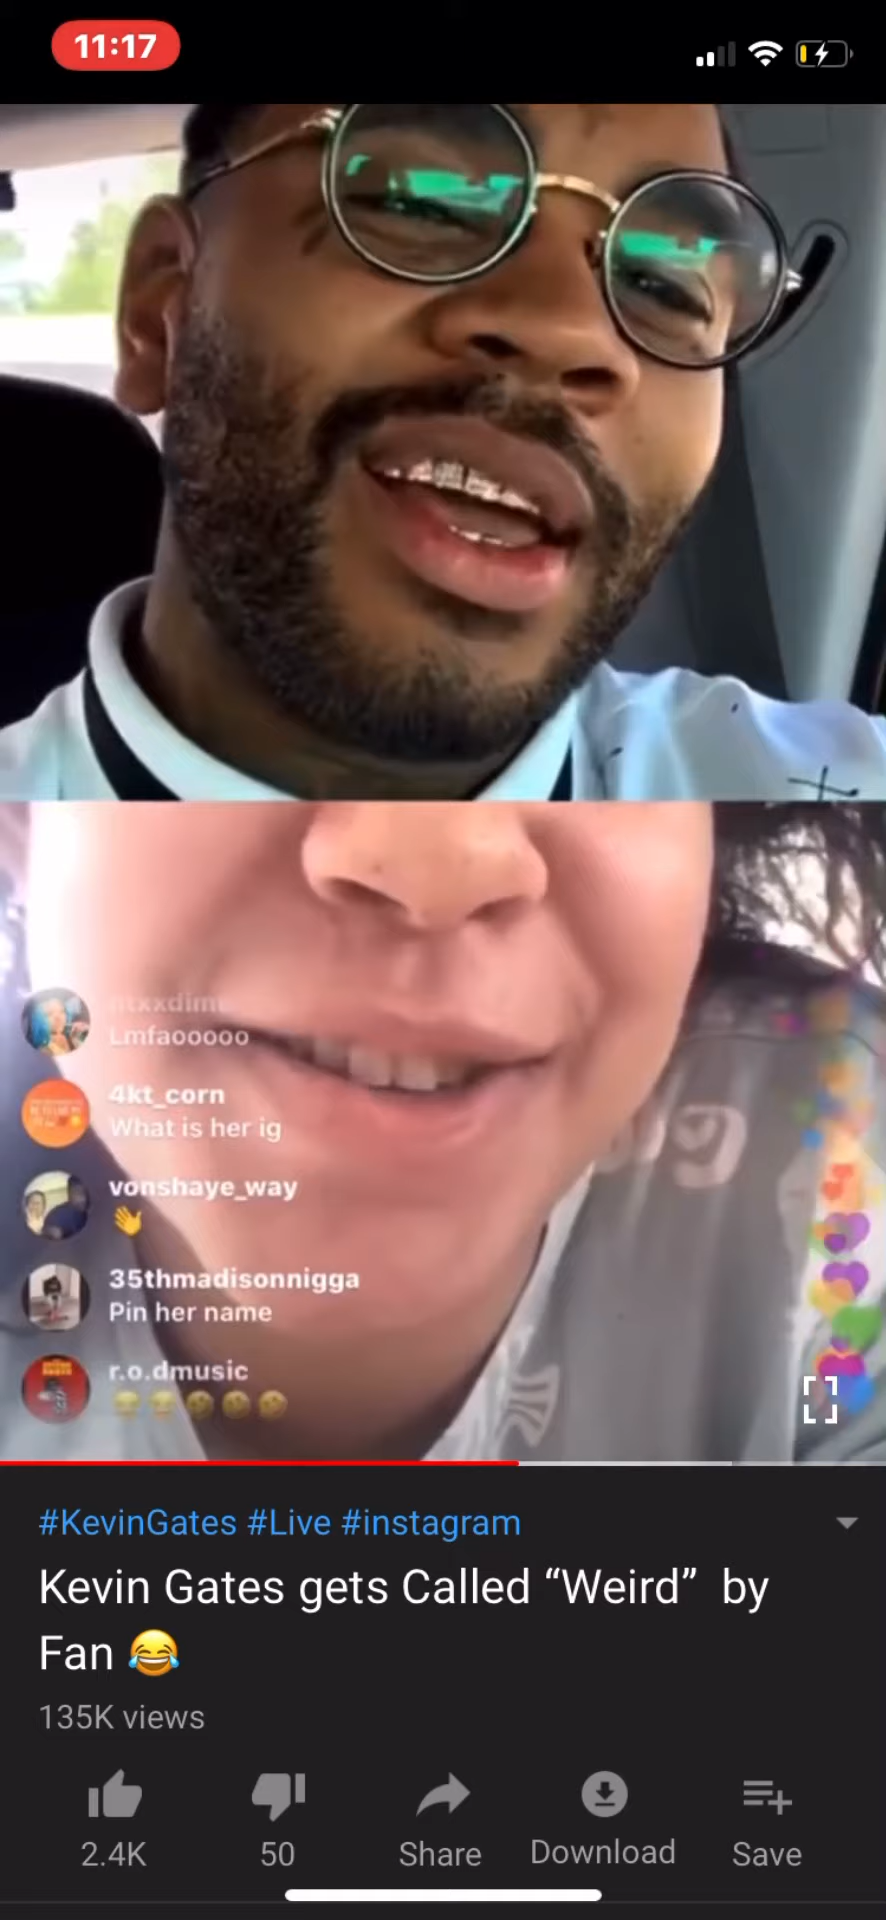 11:17
Lmfaooooo
4kt_corn
What is her ig
vonshaye_way
👋
35thmadisonnigga
Pin her name
r.o.dmusic
😂😂🤣🤣🤣
#KevinGates #Live #instagram
Kevin Gates gets Called “Weird” by
Fan 😂
135K views
2.4K
50
Share
Download
Save